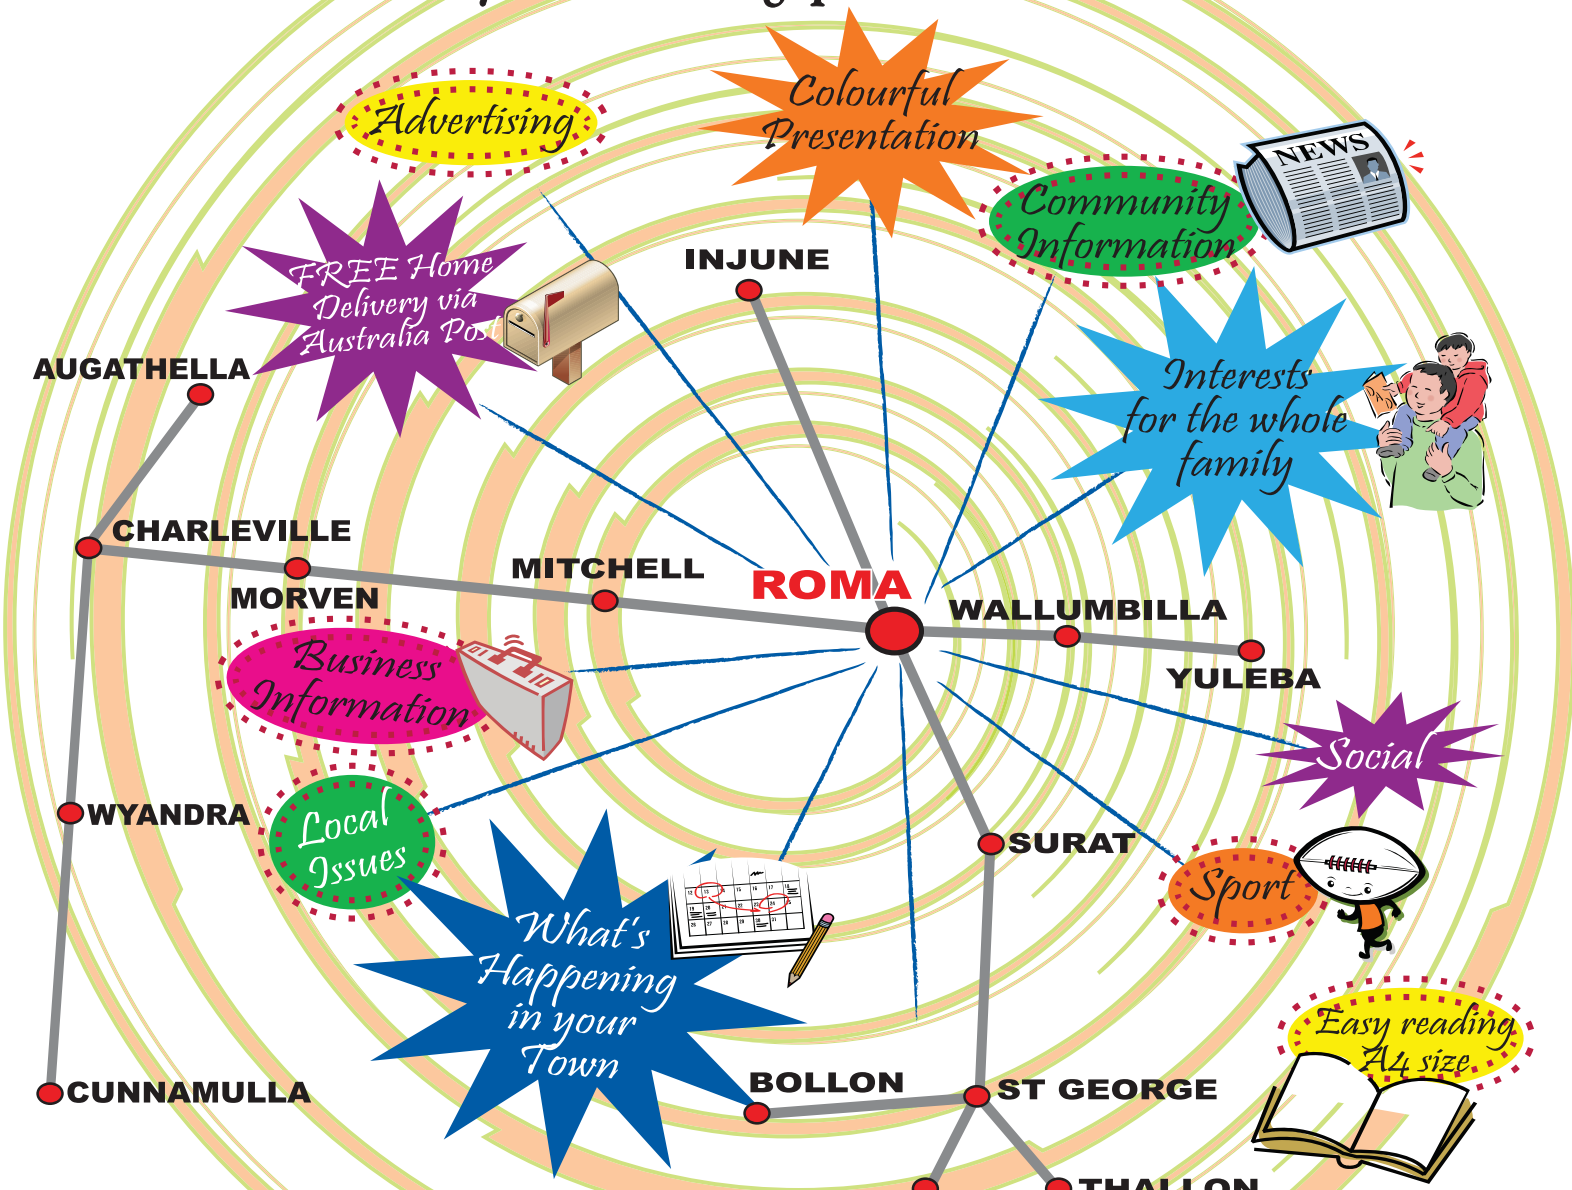 Advertising
Colourful
Presentation
NEWS
Community
Information
FREE Home
Delivery via
Australia Post
INJUNE
AUGATHELLA
Interests
for the whole
family
CHARLEVILLE
MORVEN
MITCHELL
ROMA
WALLUMBILLA
YULEBA
Business
Information
Social
Local
Issues
WYANDRA
SURAT
Sport
What's
Happening
in your
Town
Easy reading
A4 size
CUNNAMULLA
BOLLON
ST GEORGE
THALLON